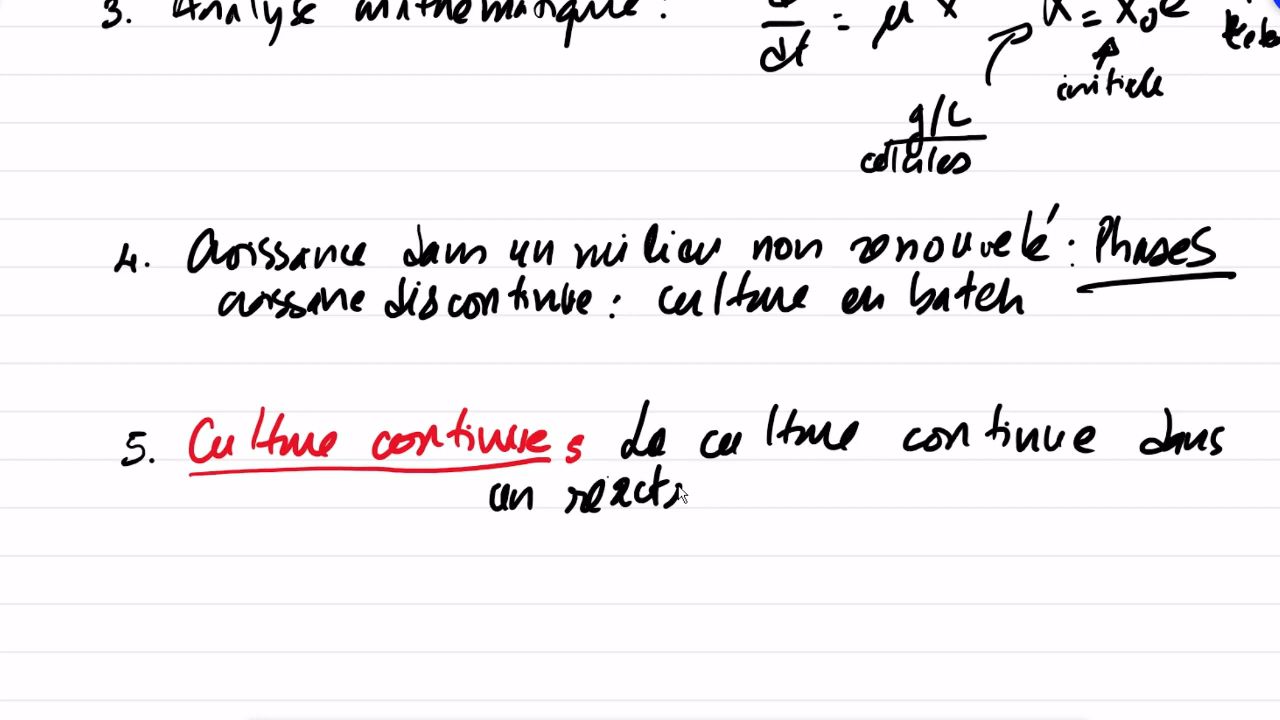 3. Analyse mathématique :
dt = μ x
x = x₀e
initiale
g/L
cellules
4. Croissance dans un milieu non renouvelé : Phases
croissane discontinue : culture en batch
5. Culture continue : La culture continue dans
un réact